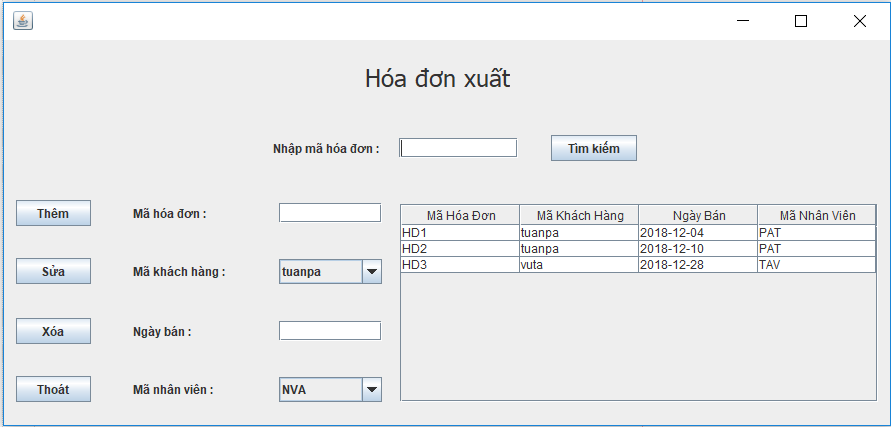 Hóa đơn xuất
Nhập mã hóa đơn :
Tìm kiếm
Thêm
Mã hóa đơn :
Sửa
Mã khách hàng :
tuanpa
Xóa
Ngày bán :
Thoát
Mã nhân viên :
NVA
Mã Hóa Đơn Mã Khách Hàng Ngày Bán Mã Nhân Viên
HD1 tuanpa 2018-12-04 PAT
HD2 tuanpa 2018-12-10 PAT
HD3 vuta 2018-12-28 TAV